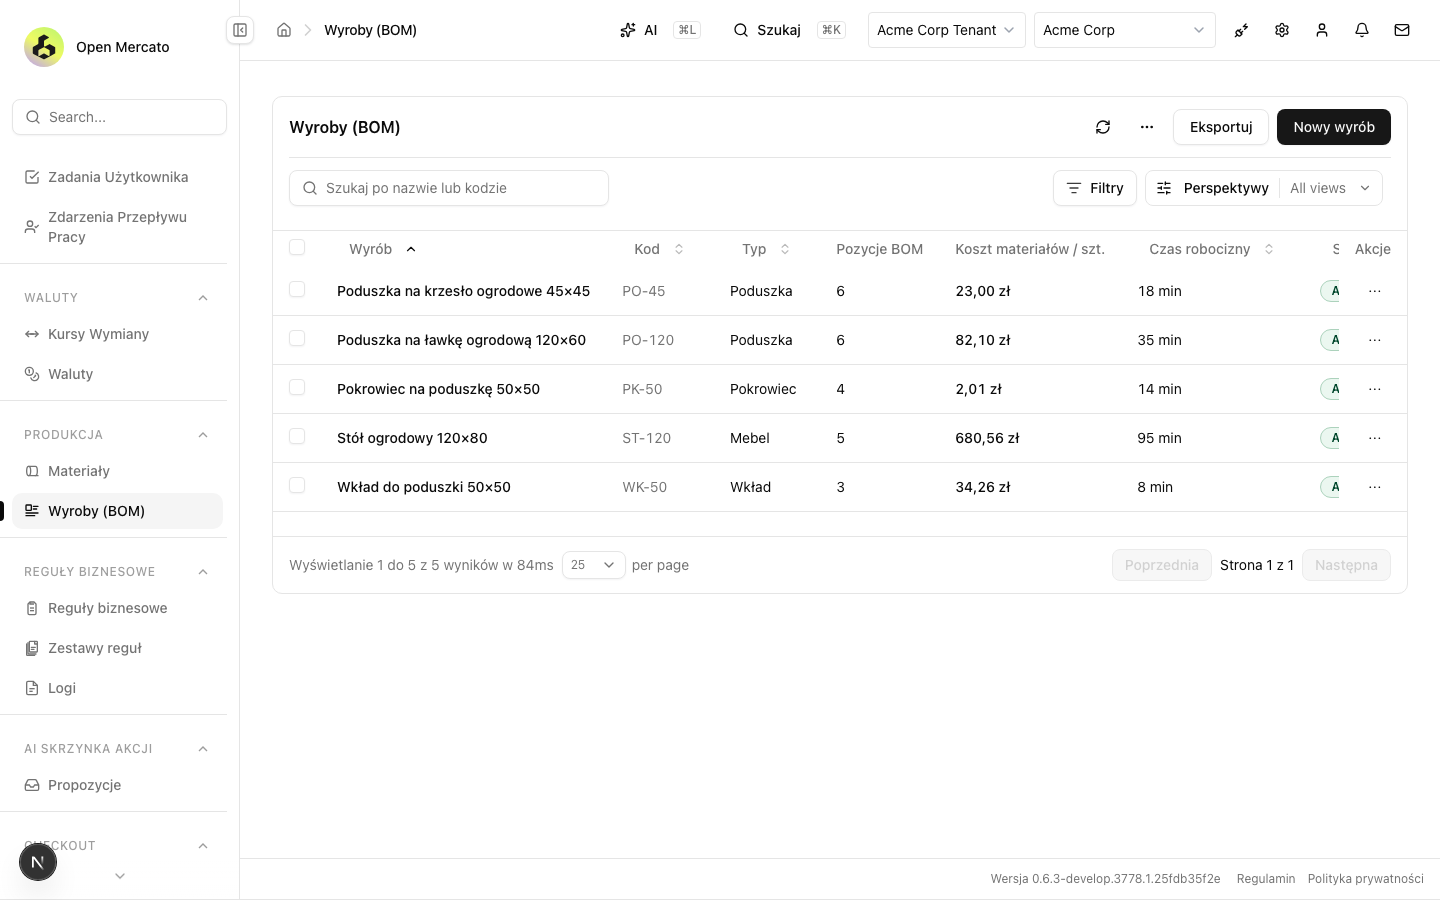 Open Mercato
Search...
Zadania Użytkownika
Zdarzenia Przepływu
Pracy
WALUTY
Kursy Wymiany
Waluty
PRODUKCJA
Materiały
Wyroby (BOM)
REGUŁY BIZNESOWE
Reguły biznesowe
Zestawy reguł
Logi
AI SKRZYNKA AKCJI
Propozycje
CHECKOUT
N
Wyroby (BOM)
AI ⌘L
Szukaj ⌘K
Acme Corp Tenant
Acme Corp
Wyroby (BOM)
Eksportuj
Nowy wyrób
Szukaj po nazwie lub kodzie
Filtry
Perspektywy All views
Wyrób Kod Typ Pozycje BOM Koszt materiałów / szt. Czas robocizny S Akcje
Poduszka na krzesło ogrodowe 45×45 PO-45 Poduszka 6 23,00 zł 18 min A ...
Poduszka na ławkę ogrodową 120×60 PO-120 Poduszka 6 82,10 zł 35 min A ...
Pokrowiec na poduszkę 50×50 PK-50 Pokrowiec 4 2,01 zł 14 min A ...
Stół ogrodowy 120×80 ST-120 Mebel 5 680,56 zł 95 min A ...
Wkład do poduszki 50×50 WK-50 Wkład 3 34,26 zł 8 min A ...
Wyświetlanie 1 do 5 z 5 wyników w 84ms 25 per page
Poprzednia Strona 1 z 1 Następna
Wersja 0.6.3-develop.3778.1.25fdb35f2e Regulamin Polityka prywatności